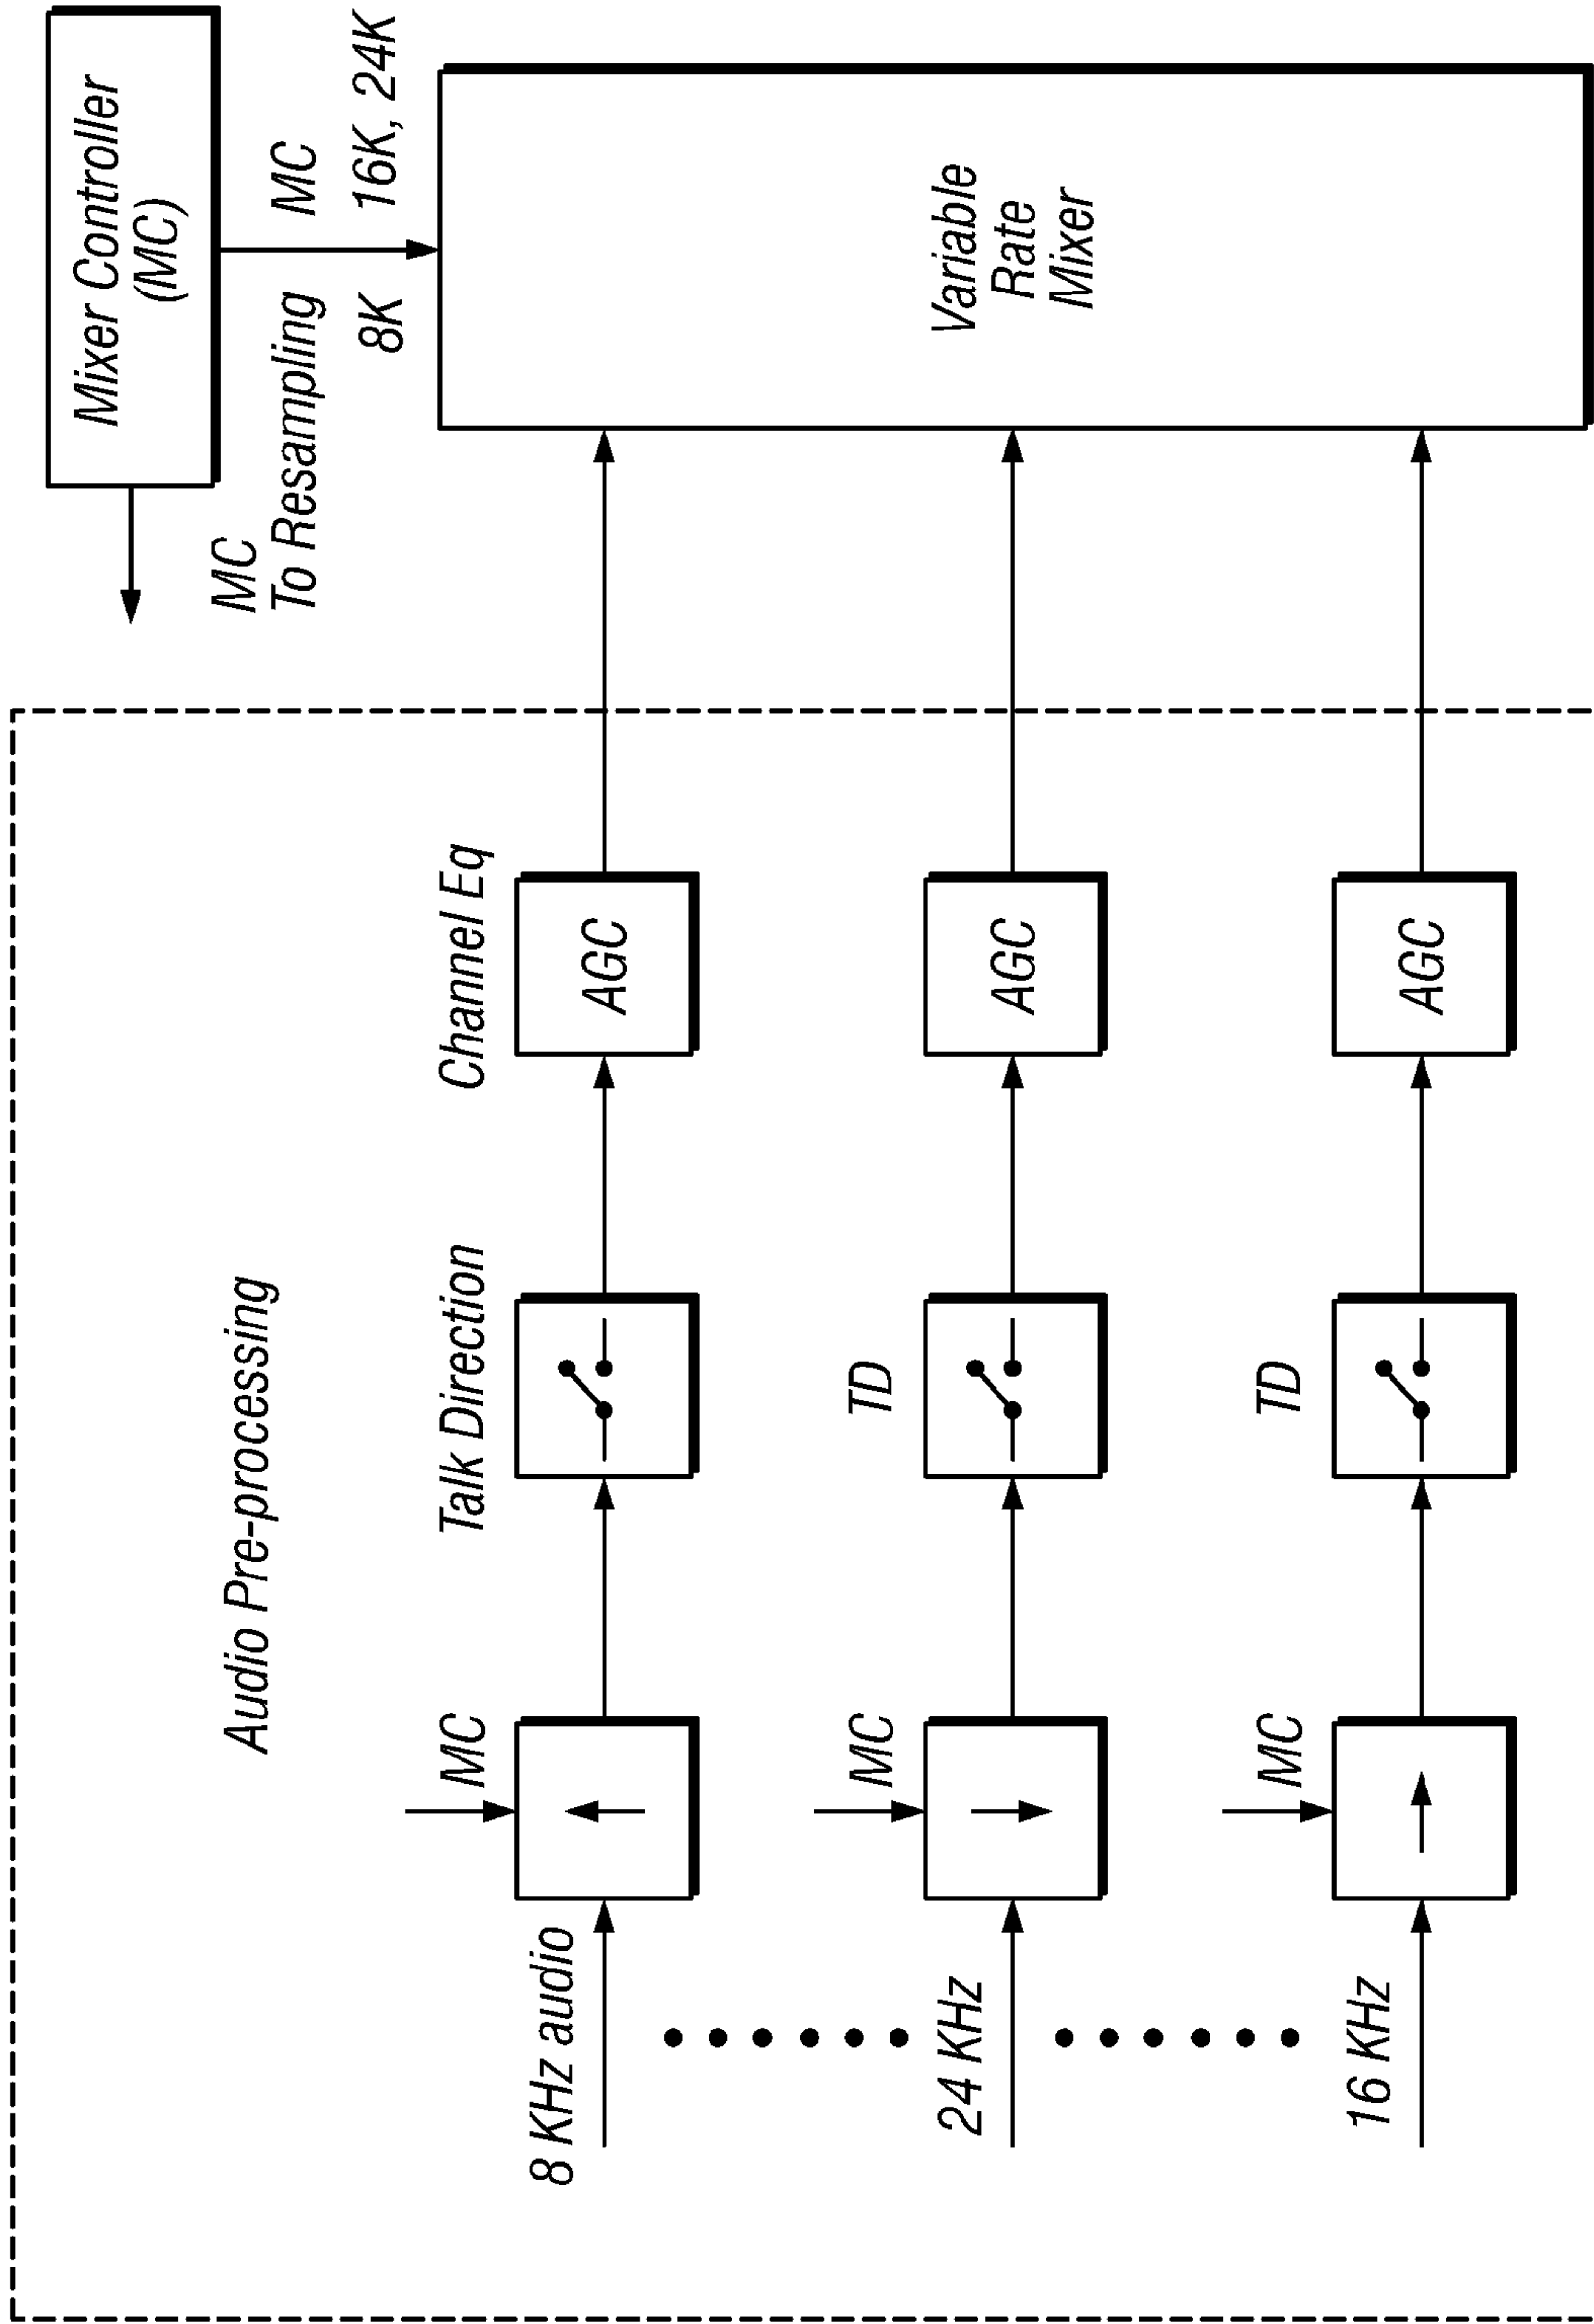 Mixer Controller
(MC)
MC
To Resampling
MC
8K
16K, 24K
Audio Pre-processing
8 KHz audio
MC
Talk Direction
Channel Eq
AGC
Variable
Rate
Mixer
24 KHz
MC
TD
AGC
16 KHz
MC
TD
AGC